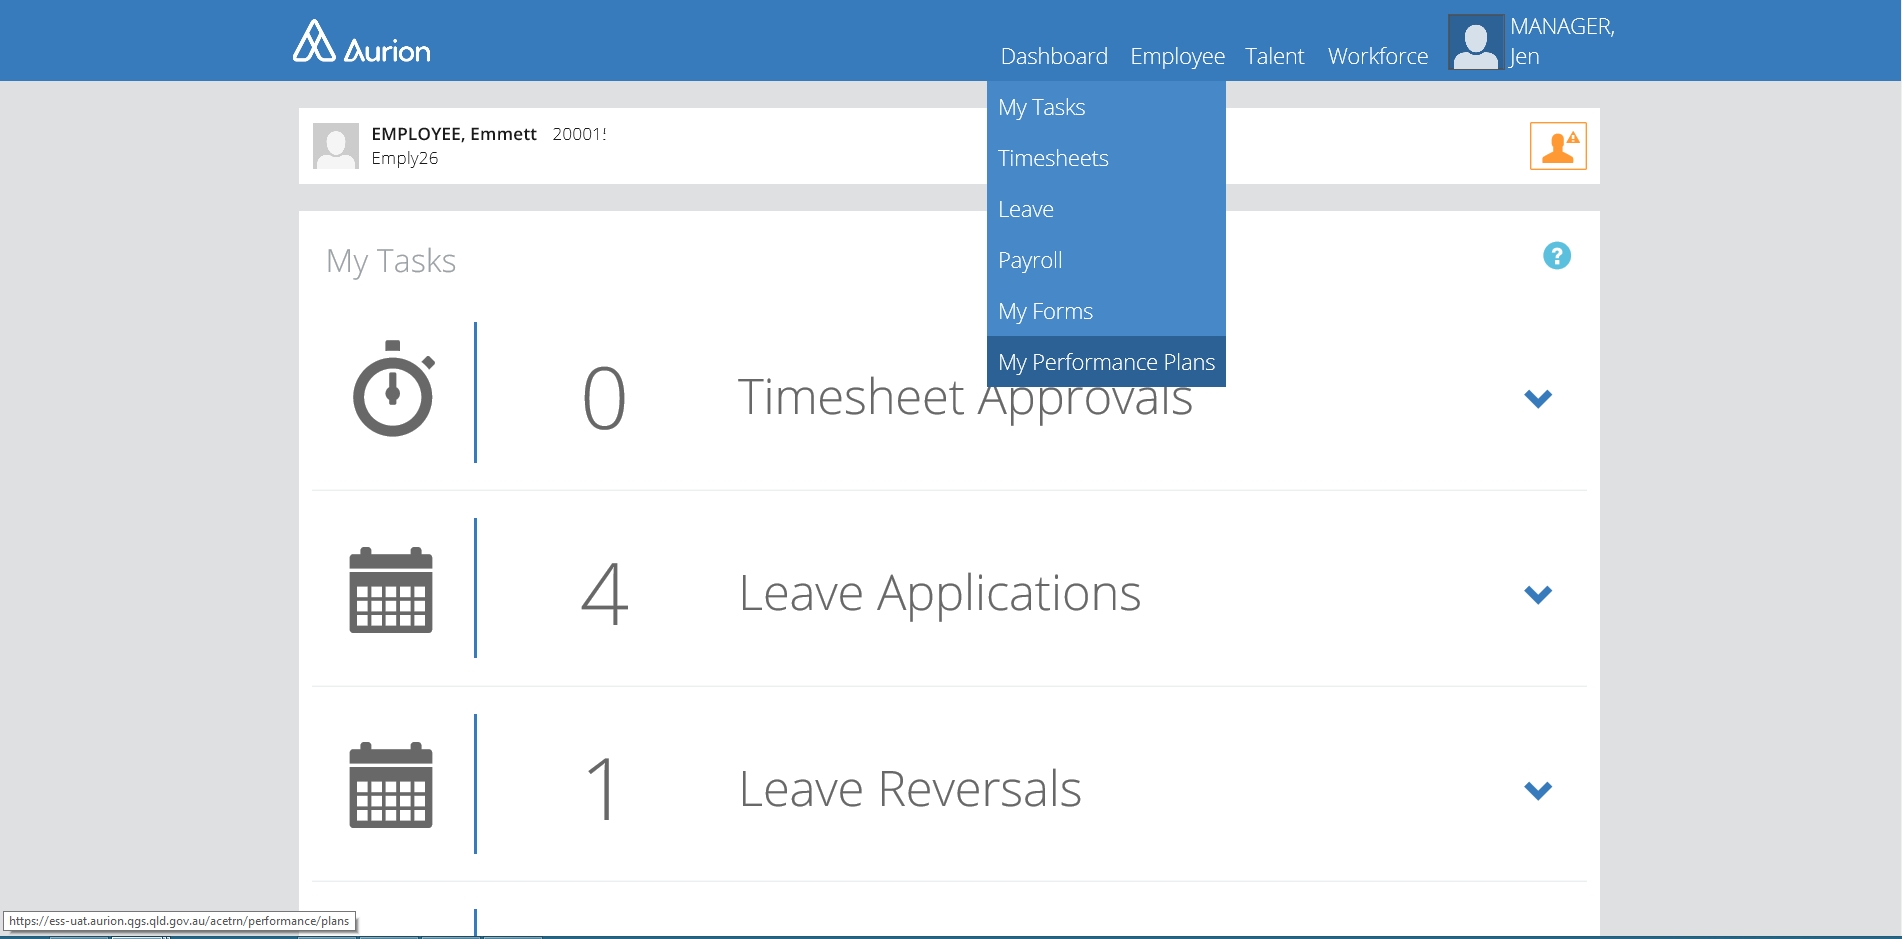 Aurion
Dashboard Employee Talent Workforce MANAGER,
Jen
My Tasks
Timesheets
Leave
Payroll
My Forms
My Performance Plans
EMPLOYEE, Emmett
Emply26
My Tasks
?
0 Timesheet Approvals
4 Leave Applications
1 Leave Reversals
https://ess-uat.aurion.qgs.qld.gov.au/acetrn/performance/plans